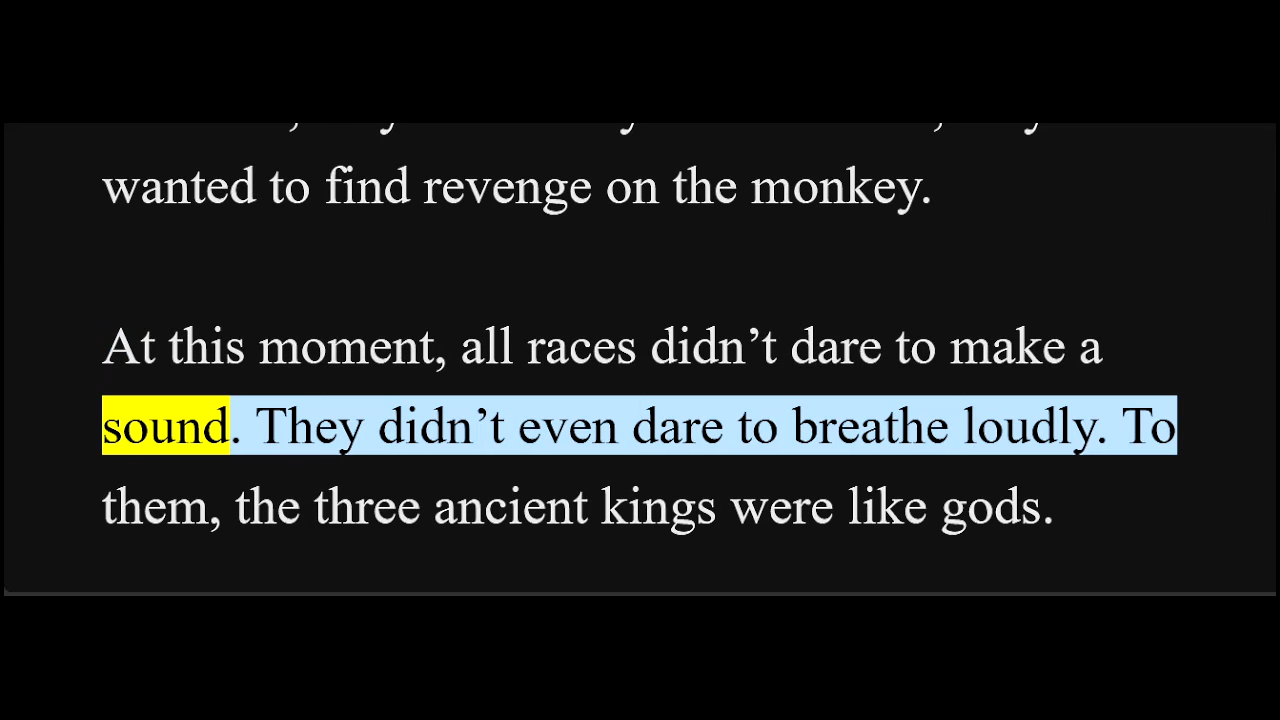 wanted to find revenge on the monkey.
At this moment, all races didn’t dare to make a
sound. They didn’t even dare to breathe loudly. To
them, the three ancient kings were like gods.